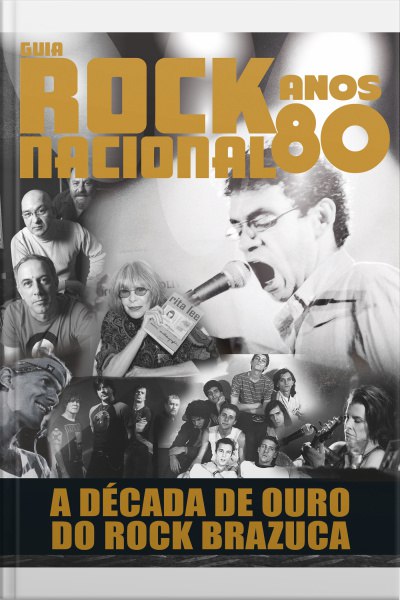 GUIA
ROCK ANOS
NACIONAL 80
rita lee
A DÉCADA DE OURO
DO ROCK BRAZUCA